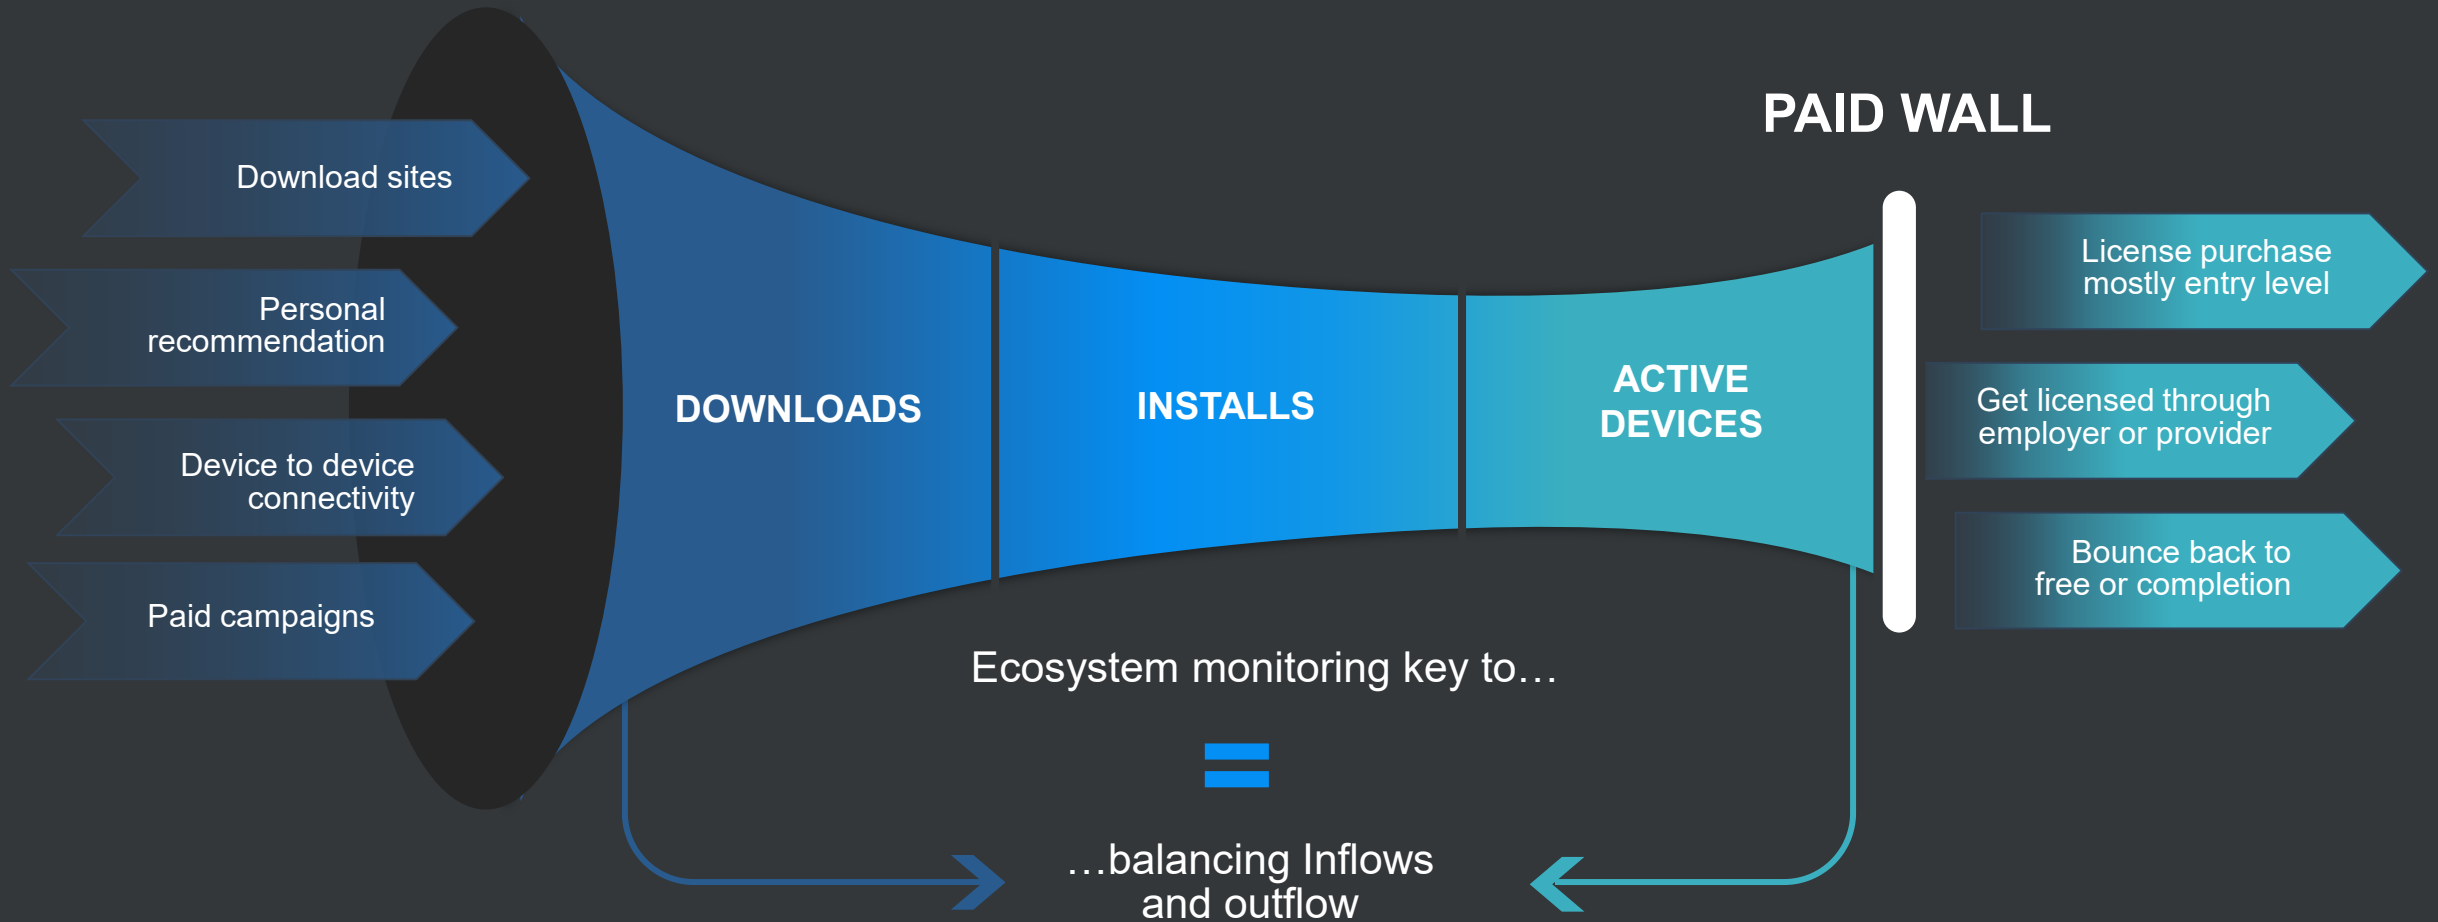 PAID WALL
Download sites
Personal
recommendation
Device to device
connectivity
Paid campaigns
DOWNLOADS
INSTALLS
ACTIVE
DEVICES
License purchase
mostly entry level
Get licensed through
employer or provider
Bounce back to
free or completion
Ecosystem monitoring key to…
=
…balancing Inflows
and outflow